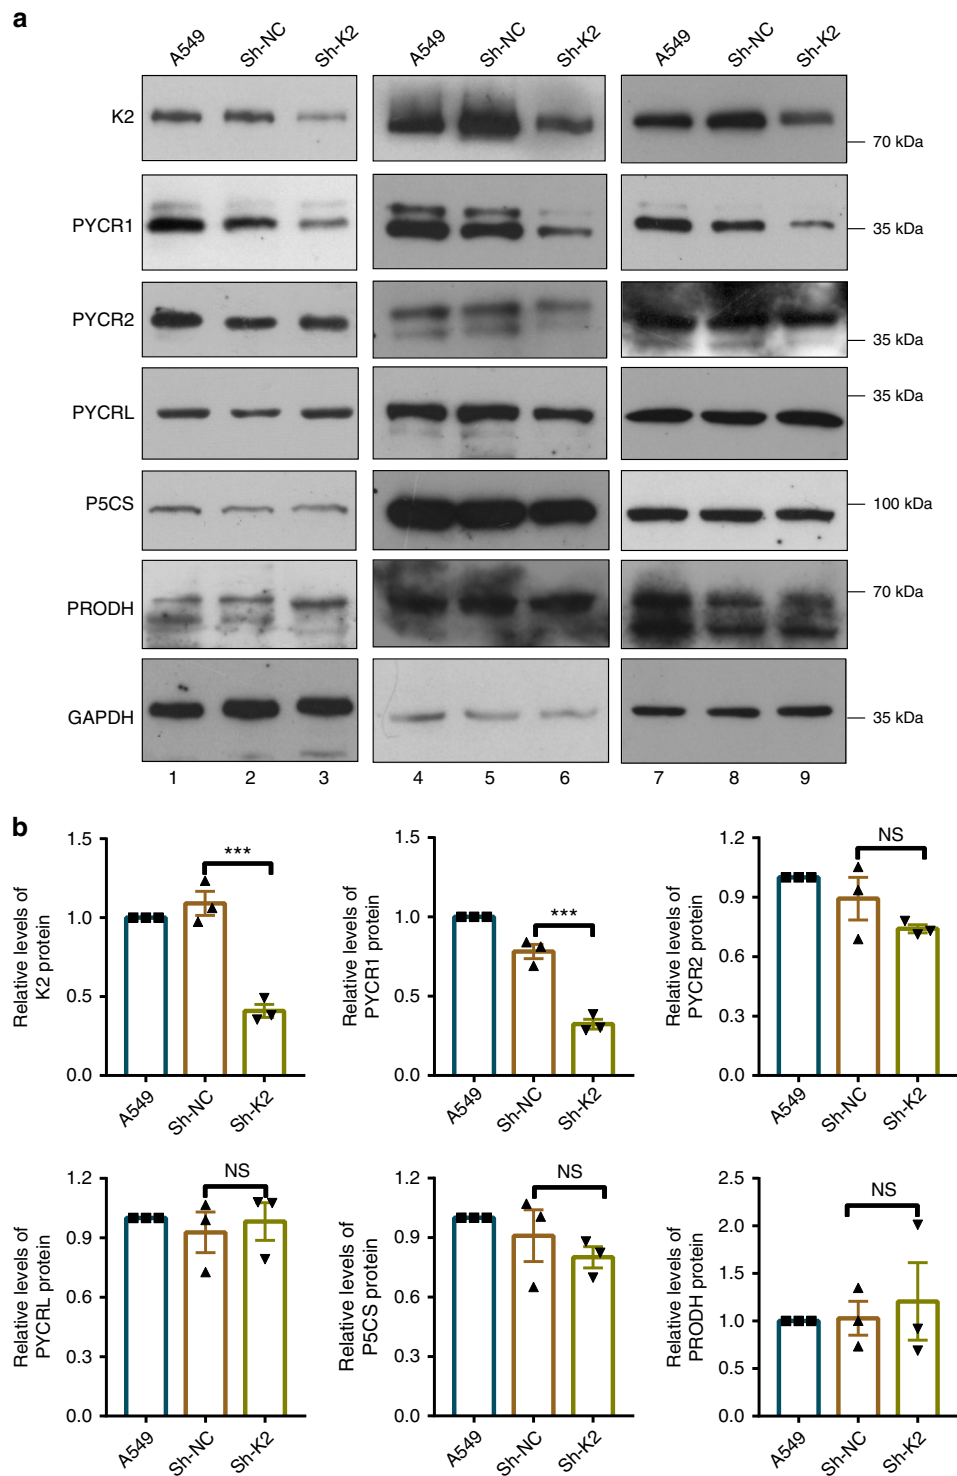 a
A549 Sh-NC Sh-K2 A549 Sh-NC Sh-K2 A549 Sh-NC Sh-K2
K2
70 kDa
PYCR1
35 kDa
PYCR2
35 kDa
PYCRL
35 kDa
P5CS
100 kDa
PRODH
70 kDa
GAPDH
35 kDa
1 2 3 4 5 6 7 8 9
b
Relative levels of
K2 protein
1.5
1.0
0.5
0.0
***
A549 Sh-NC Sh-K2
Relative levels of
PYCR1 protein
1.5
1.0
0.5
0.0
***
A549 Sh-NC Sh-K2
Relative levels of
PYCR2 protein
1.2
0.9
0.6
0.3
0.0
NS
A549 Sh-NC Sh-K2
Relative levels of
PYCRL protein
1.2
0.9
0.6
0.3
0.0
NS
A549 Sh-NC Sh-K2
Relative levels of
P5CS protein
1.2
0.9
0.6
0.3
0.0
NS
A549 Sh-NC Sh-K2
Relative levels of
PRODH protein
2.5
2.0
1.5
1.0
0.5
0.0
NS
A549 Sh-NC Sh-K2